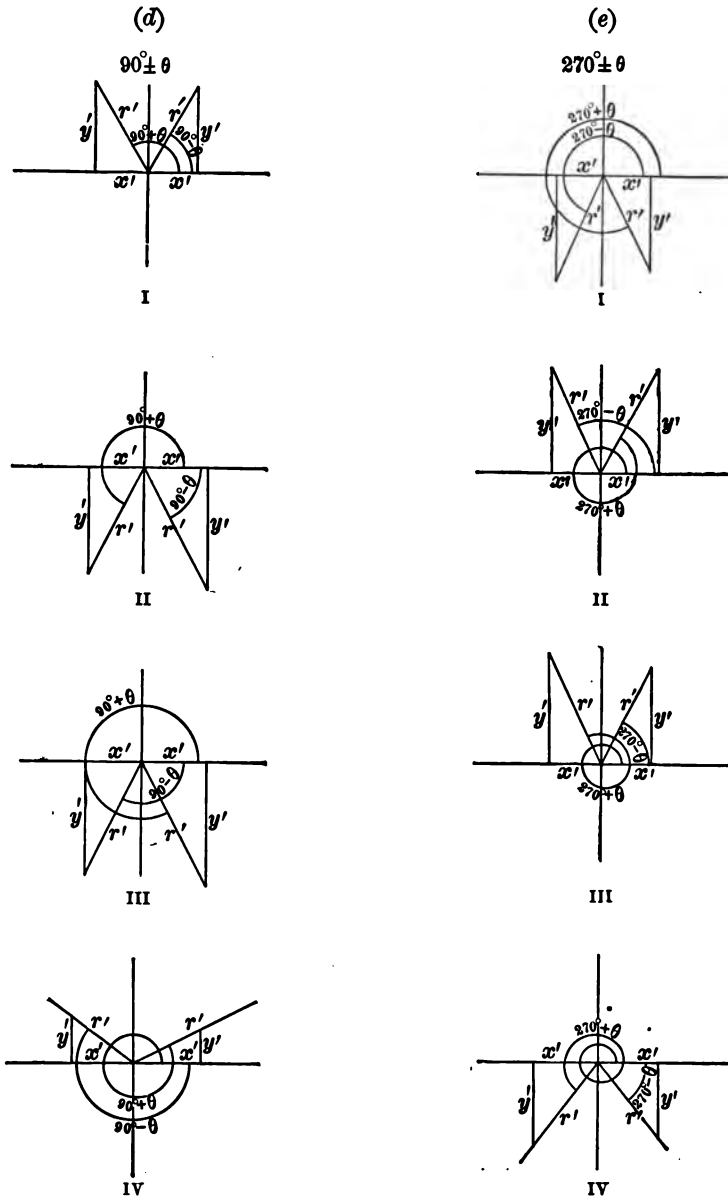 (d)
90°±θ
y' r' 90°+θ r' 90°-θ y'
x' x'
I
90°+θ
x' x'
y' r' r' 90°-θ y'
II
90°+θ
x' x'
90°-θ
y' r' r' y'
III
y' r' r' y'
x' x'
90°+θ
90°-θ
IV
(e)
270°±θ
270°+θ
270°-θ
x' x'
y' r' r' y'
I
r' r'
y' 270°-θ y'
x' x'
270°+θ
II
r' r'
y' 270°-θ y'
x' x'
270°+θ
III
270°+θ
x' x'
270°-θ
y' r' r' y'
IV